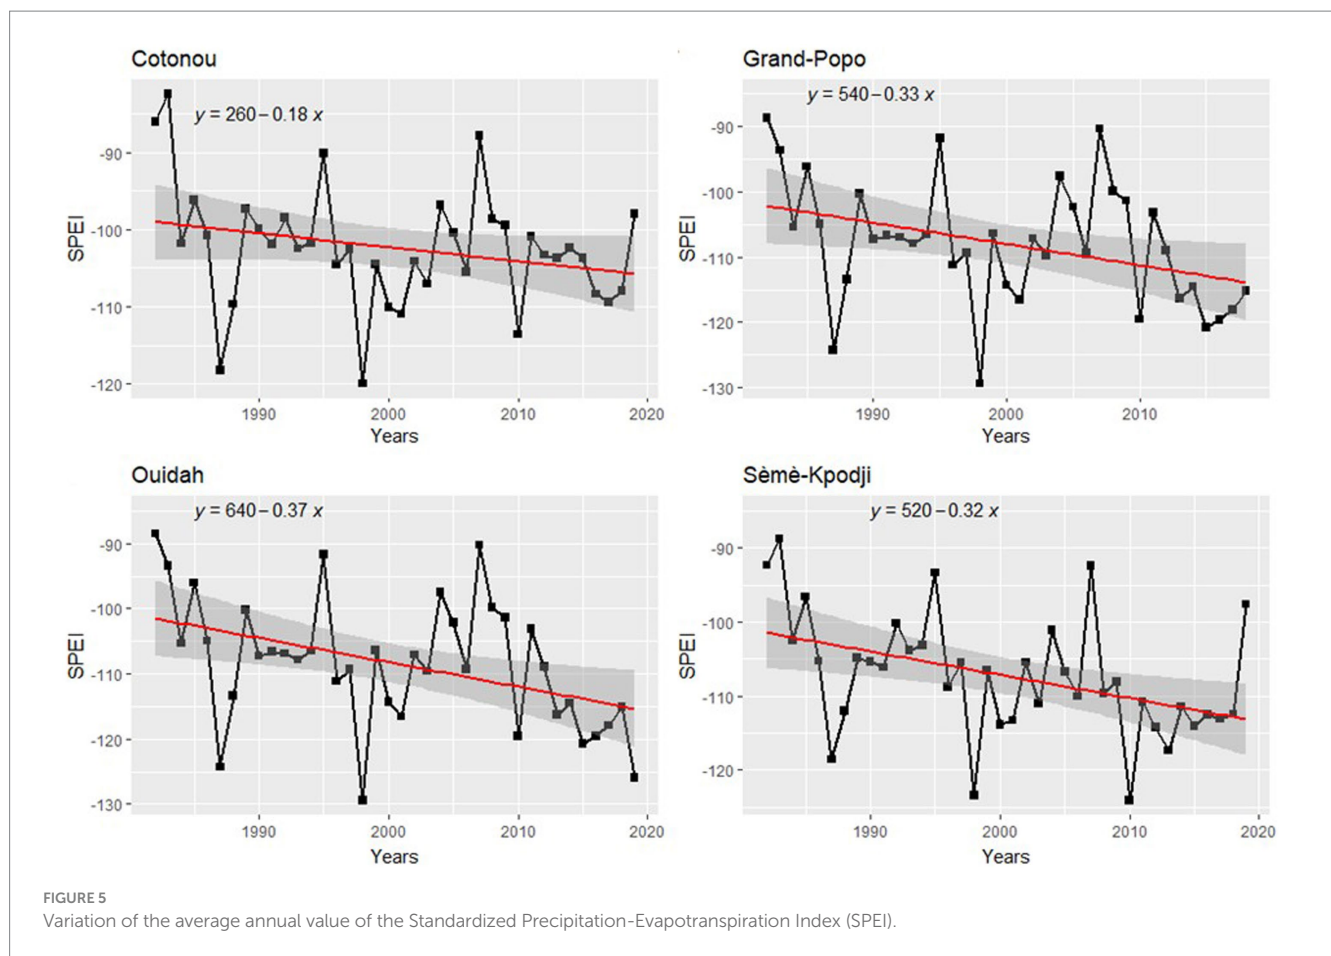 Cotonou
y = 260 – 0.18 x
SPEI
-90
-100
-110
-120
1990
2000
2010
2020
Years
Grand-Popo
y = 540 – 0.33 x
SPEI
-90
-100
-110
-120
-130
1990
2000
2010
Years
Ouidah
y = 640 – 0.37 x
SPEI
-90
-100
-110
-120
-130
1990
2000
2010
2020
Years
Sèmè-Kpodji
y = 520 – 0.32 x
SPEI
-90
-100
-110
-120
1990
2000
2010
2020
Years
FIGURE 5
Variation of the average annual value of the Standardized Precipitation-Evapotranspiration Index (SPEI).